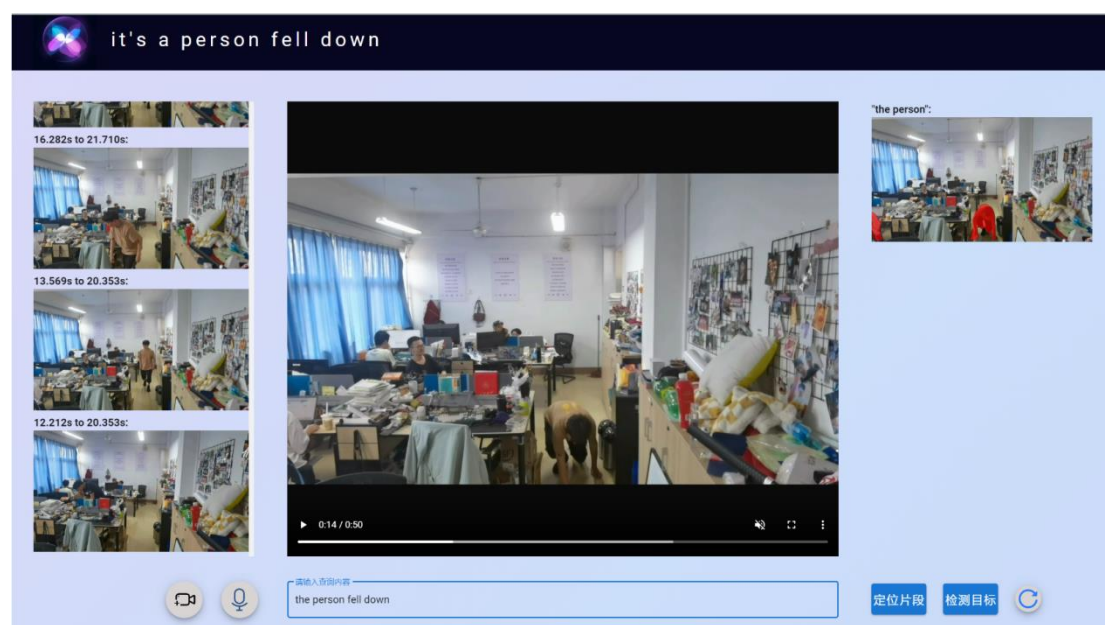 it's a person fell down
16.282s to 21.710s:
13.569s to 20.353s:
12.212s to 20.353s:
"the person":
0:14 / 0:50
请输入查询内容
the person fell down
定位片段
检测目标